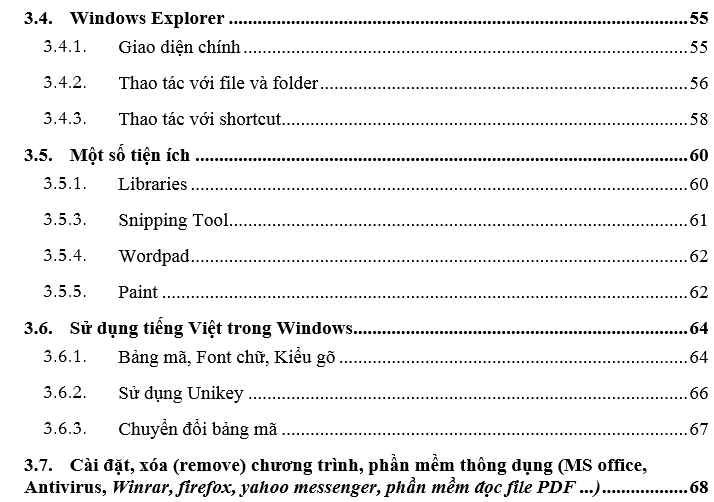 3.4. Windows Explorer ........................................................ 55
3.4.1. Giao diện chính ........................................................ 55
3.4.2. Thao tác với file và folder ........................................................ 56
3.4.3. Thao tác với shortcut ........................................................ 58
3.5. Một số tiện ích ........................................................ 60
3.5.1. Libraries ........................................................ 60
3.5.3. Snipping Tool ........................................................ 61
3.5.4. Wordpad ........................................................ 62
3.5.5. Paint ........................................................ 62
3.6. Sử dụng tiếng Việt trong Windows ........................................................ 64
3.6.1. Bảng mã, Font chữ, Kiểu gõ ........................................................ 64
3.6.2. Sử dụng Unikey ........................................................ 66
3.6.3. Chuyển đổi bảng mã ........................................................ 67
3.7. Cài đặt, xóa (remove) chương trình, phần mềm thông dụng (MS office,
Antivirus, Winrar, firefox, yahoo messenger, phần mềm đọc file PDF ...) .................... 68